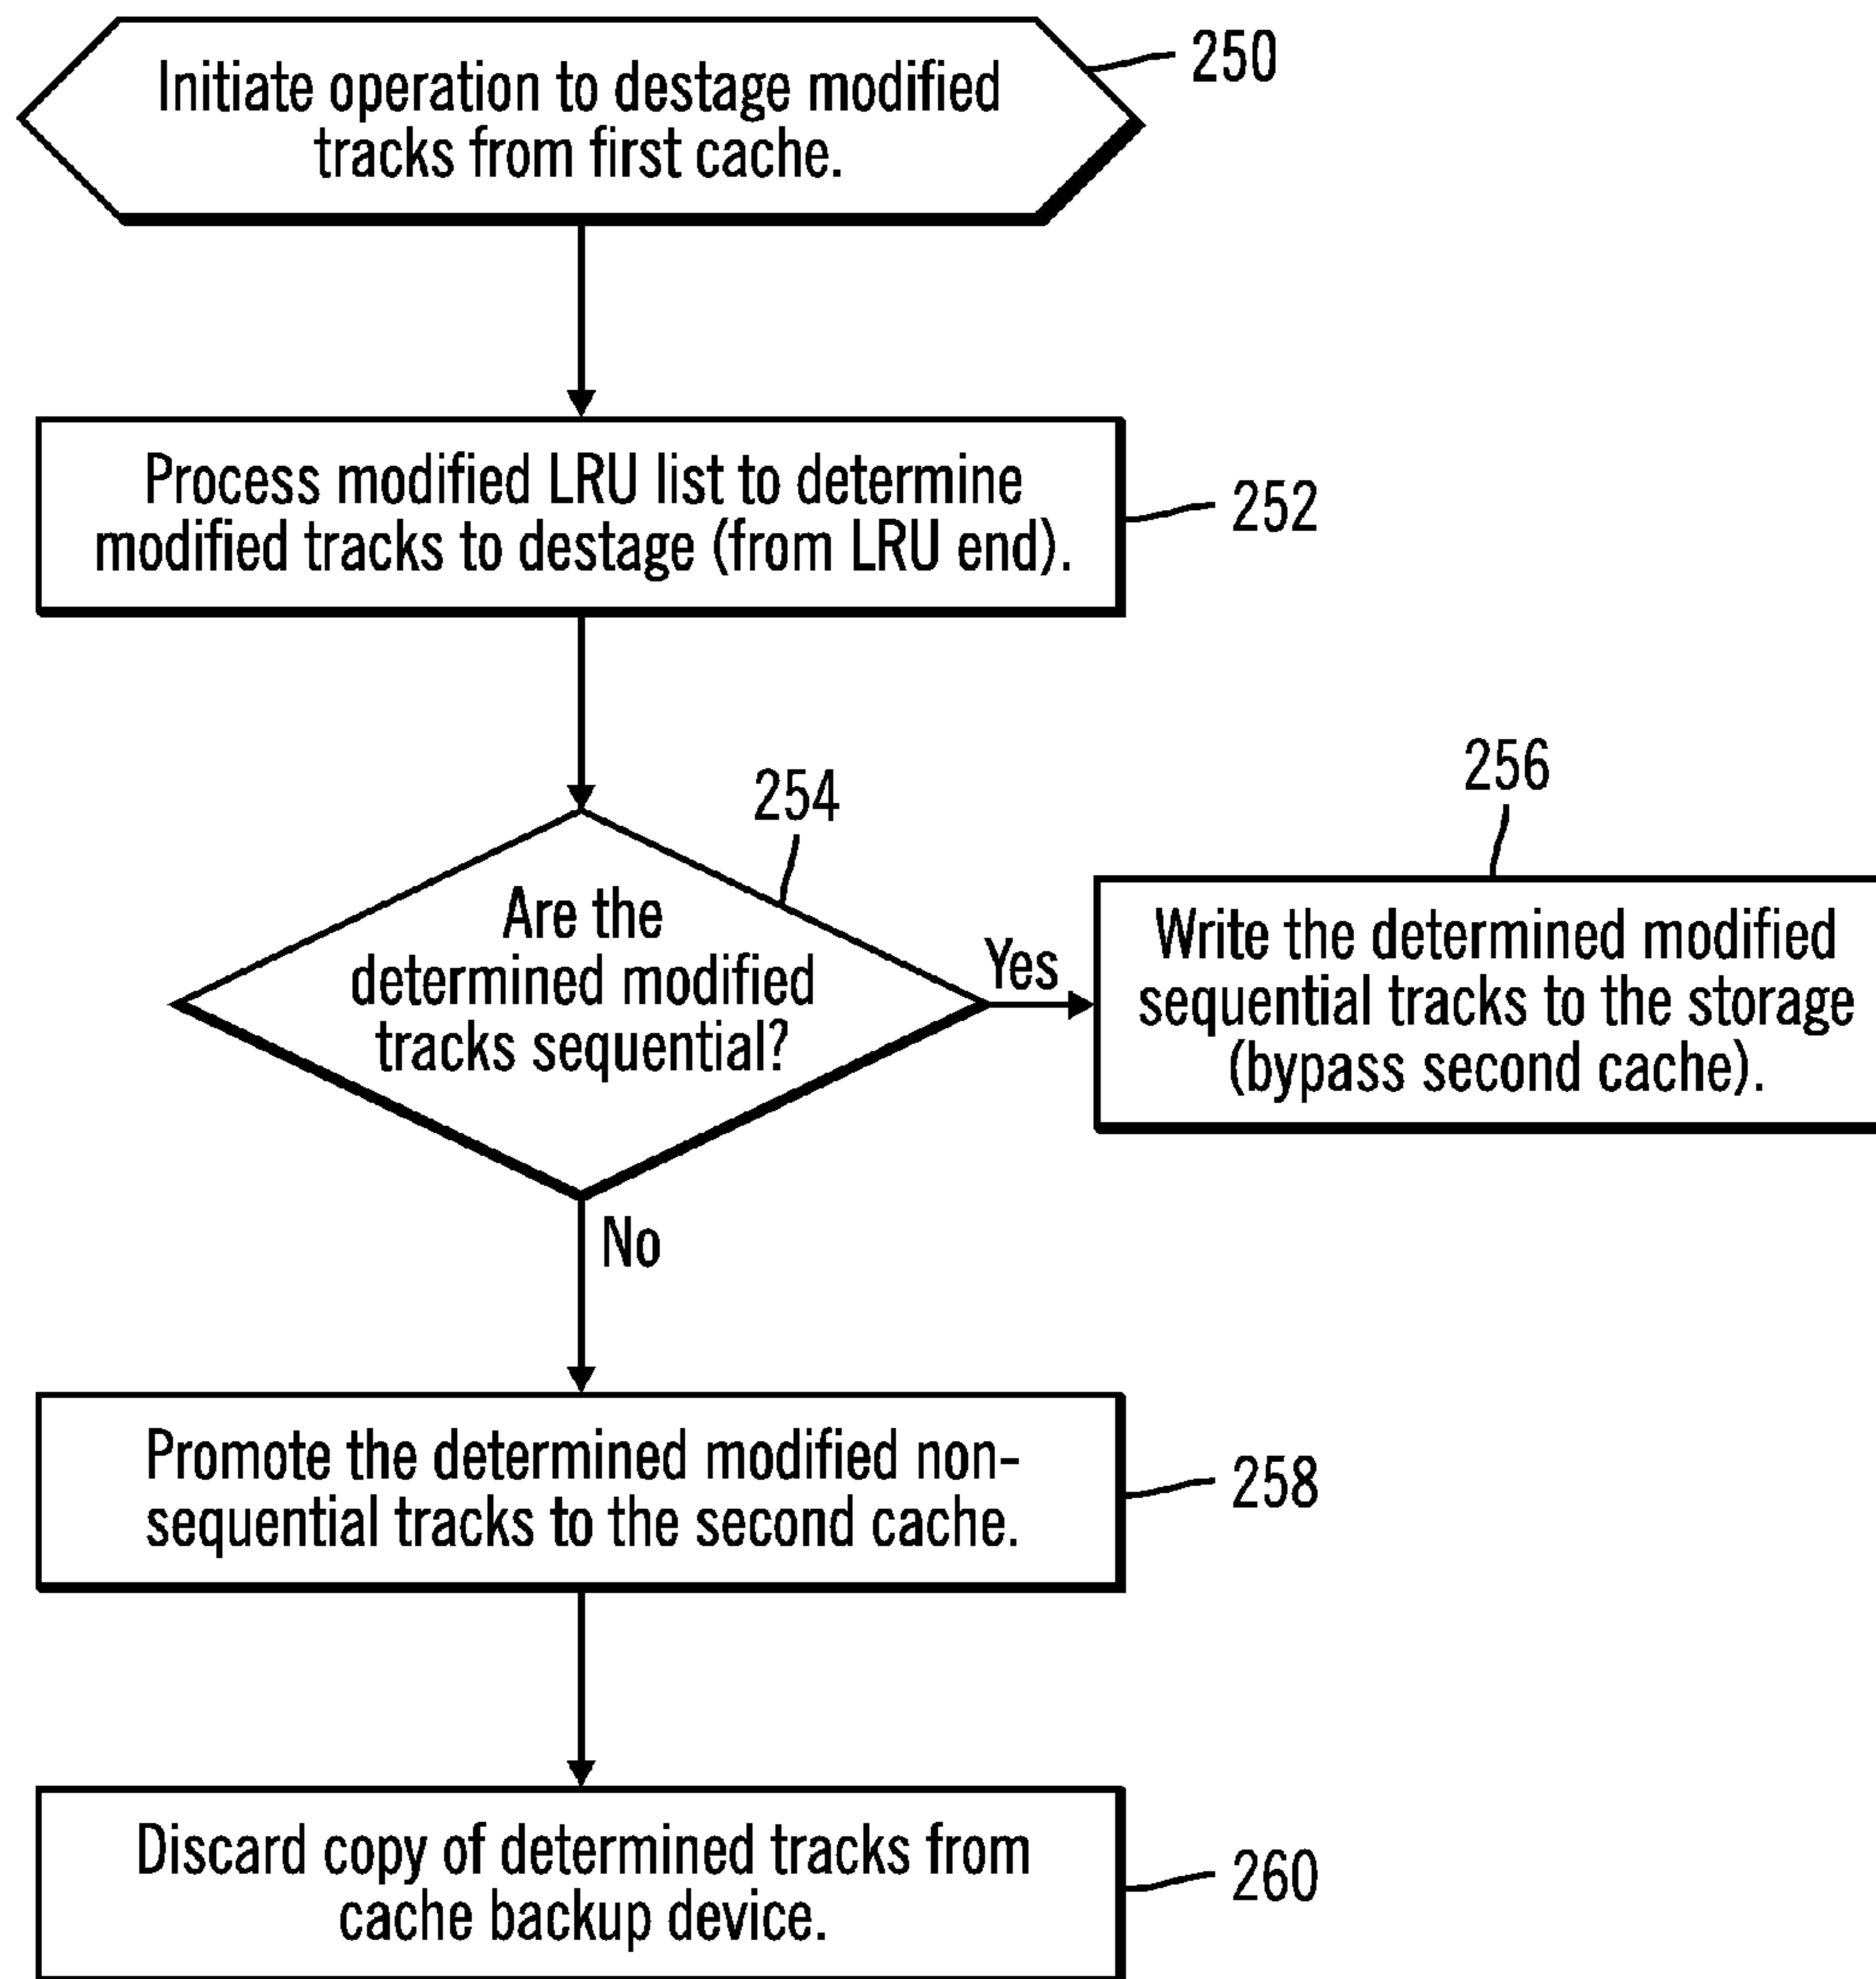 Initiate operation to destage modified
tracks from first cache.
250
Process modified LRU list to determine
modified tracks to destage (from LRU end).
252
254
Are the
determined modified
tracks sequential?
Yes
256
Write the determined modified
sequential tracks to the storage
(bypass second cache).
No
Promote the determined modified non-
sequential tracks to the second cache.
258
Discard copy of determined tracks from
cache backup device.
260